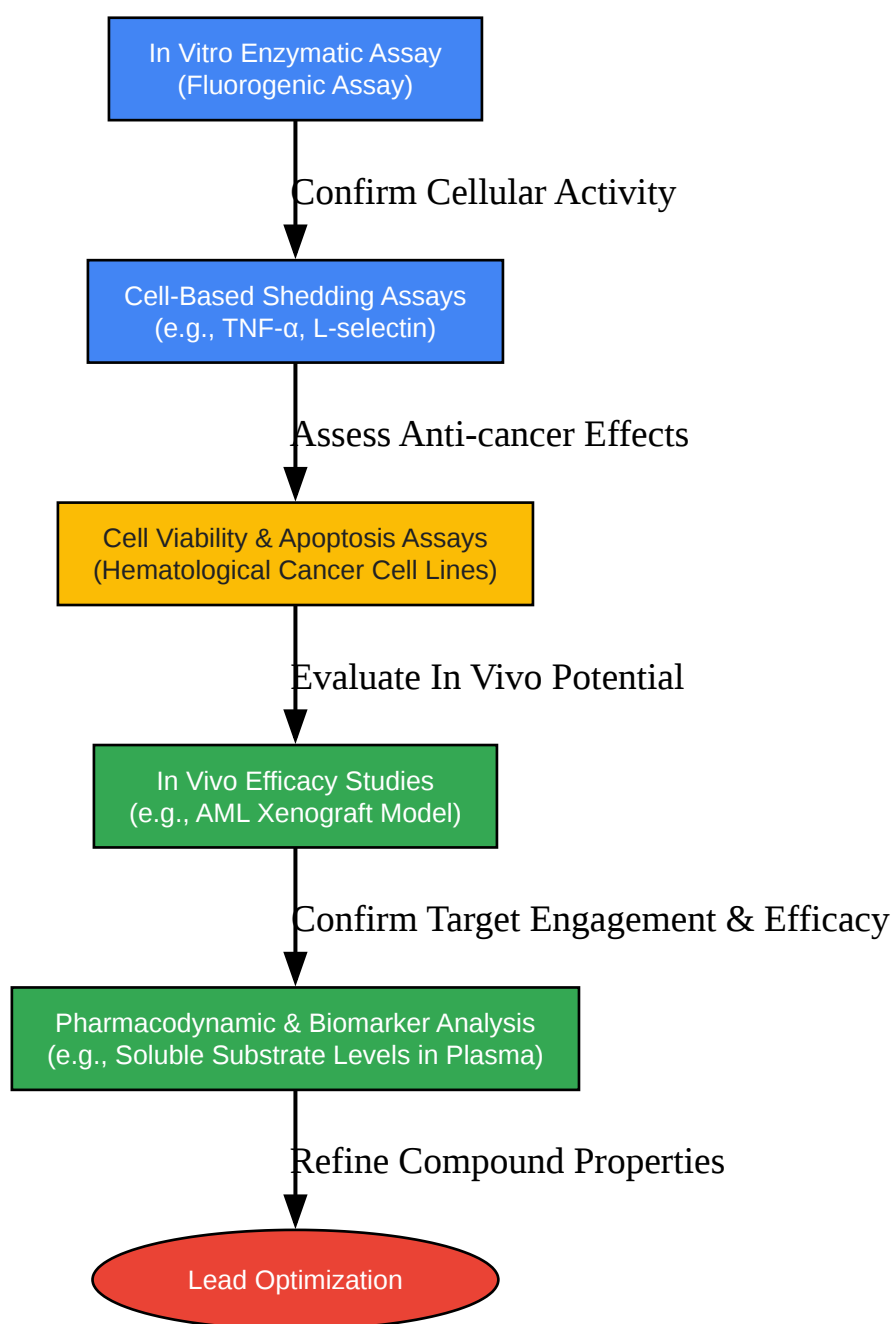 In Vitro Enzymatic Assay
(Fluorogenic Assay)
Confirm Cellular Activity
Cell-Based Shedding Assays
(e.g., TNF-α, L-selectin)
Assess Anti-cancer Effects
Cell Viability & Apoptosis Assays
(Hematological Cancer Cell Lines)
Evaluate In Vivo Potential
In Vivo Efficacy Studies
(e.g., AML Xenograft Model)
Confirm Target Engagement & Efficacy
Pharmacodynamic & Biomarker Analysis
(e.g., Soluble Substrate Levels in Plasma)
Refine Compound Properties
Lead Optimization